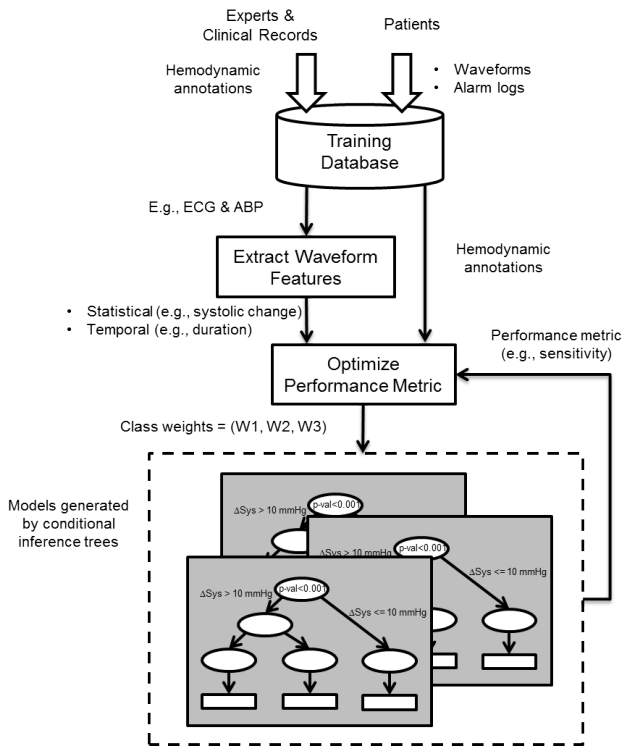 Experts &
Clinical Records
Patients
Hemodynamic
annotations
• Waveforms
• Alarm logs
Training
Database
E.g., ECG & ABP
Extract Waveform
Features
Hemodynamic
annotations
• Statistical (e.g., systolic change)
• Temporal (e.g., duration)
Performance metric
(e.g., sensitivity)
Optimize
Performance Metric
Class weights = (W1, W2, W3)
Models generated
by conditional
inference trees
p-val<0.001
ΔSys > 10 mmHg
p-val<0.001
ΔSys > 10 mmHg
ΔSys <= 10 mmHg
p-val<0.001
ΔSys > 10 mmHg
ΔSys <= 10 mmHg